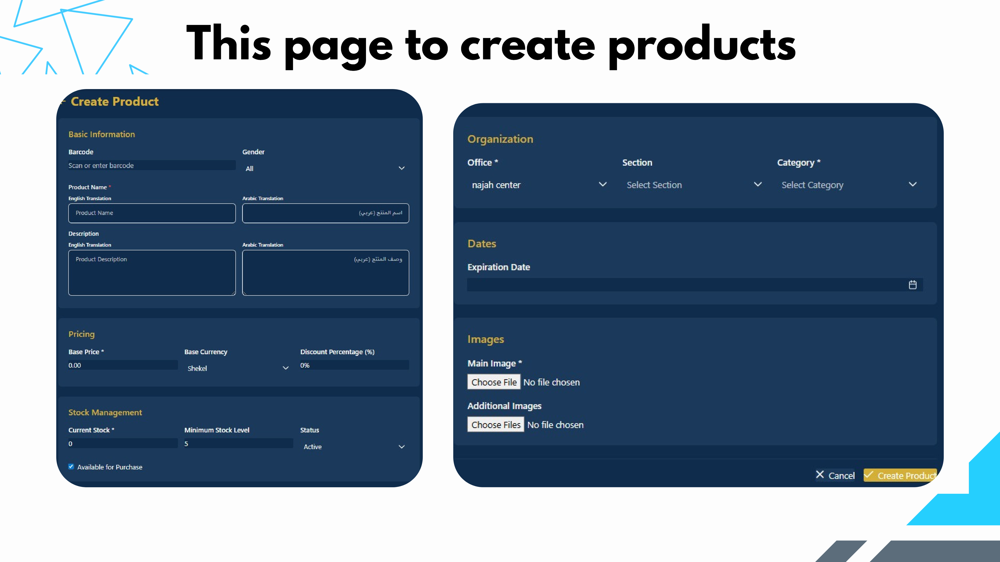 This page to create products
Create Product
Basic Information
Barcode
Gender
Scan or enter barcode
All
Product Name *
English Translation
Arabic Translation
Product Name
اسم المنتج (عربي)
Description
English Translation
Arabic Translation
Product Description
وصف المنتج (عربي)
Pricing
Base Price *
Base Currency
Discount Percentage (%)
0.00
Shekel
0%
Stock Management
Current Stock *
Minimum Stock Level
Status
0
5
Active
Available for Purchase
Organization
Office *
Section
Category *
najah center
Select Section
Select Category
Dates
Expiration Date
Images
Main Image *
Choose File No file chosen
Additional Images
Choose Files No file chosen
Cancel
Create Product